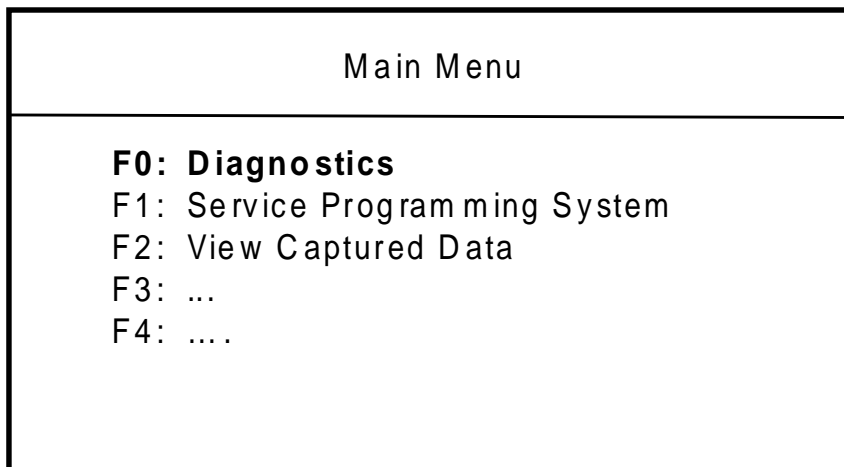 Main Menu
F0: Diagnostics
F1: Service Programming System
F2: View Captured Data
F3: ...
F4: ....